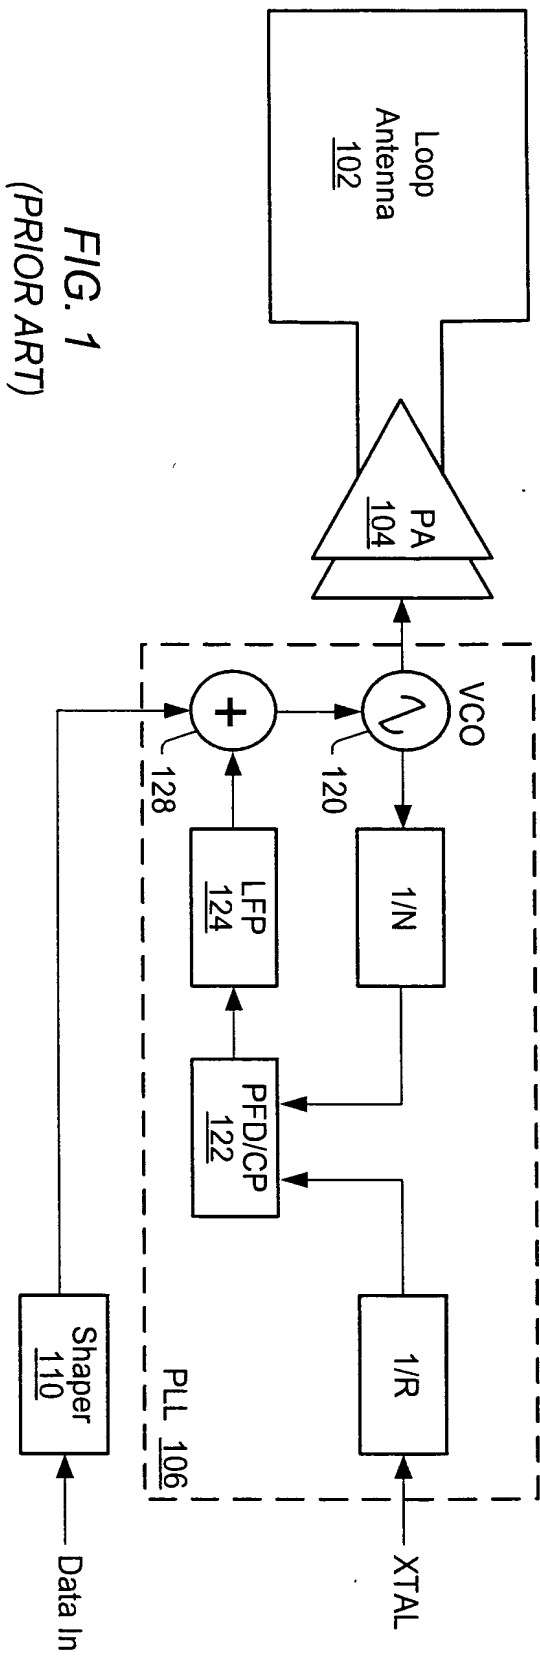 Loop
Antenna
102
PA
104
VCO
120
128
1/N
LFP
124
PFD/CP
122
1/R
XTAL
PLL 106
Shaper
110
Data In
FIG. 1
(PRIOR ART)